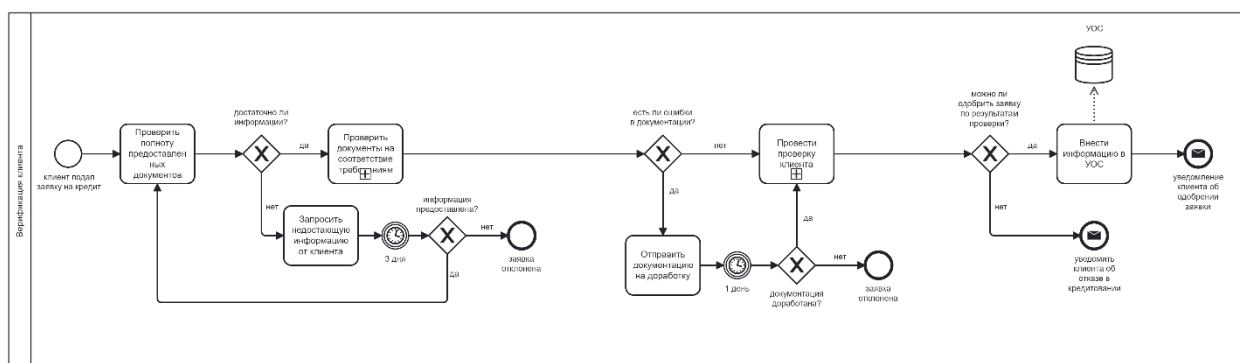 Верификация клиента
клиент подал
заявку на кредит
Проверить
полноту
предоставлен
ных документов
достаточно ли
информации?
да
нет
Проверить
документы на
соответствие
требованиям
Запросить
недостающую
информацию
от клиента
3 дня
информация
предоставлена?
нет
да
заявка
отклонена
есть ли ошибки
в документации?
нет
да
Отправить
документацию
на доработку
1 день
документация
доработана?
да
нет
заявка
отклонена
Провести
проверку
клиента
можно ли
одобрить заявку
по результатам
проверки?
да
нет
УОС
Внести
информацию в
УОС
уведомление
клиента об
одобрении
заявки
уведомить
клиента об
отказе в
кредитовании